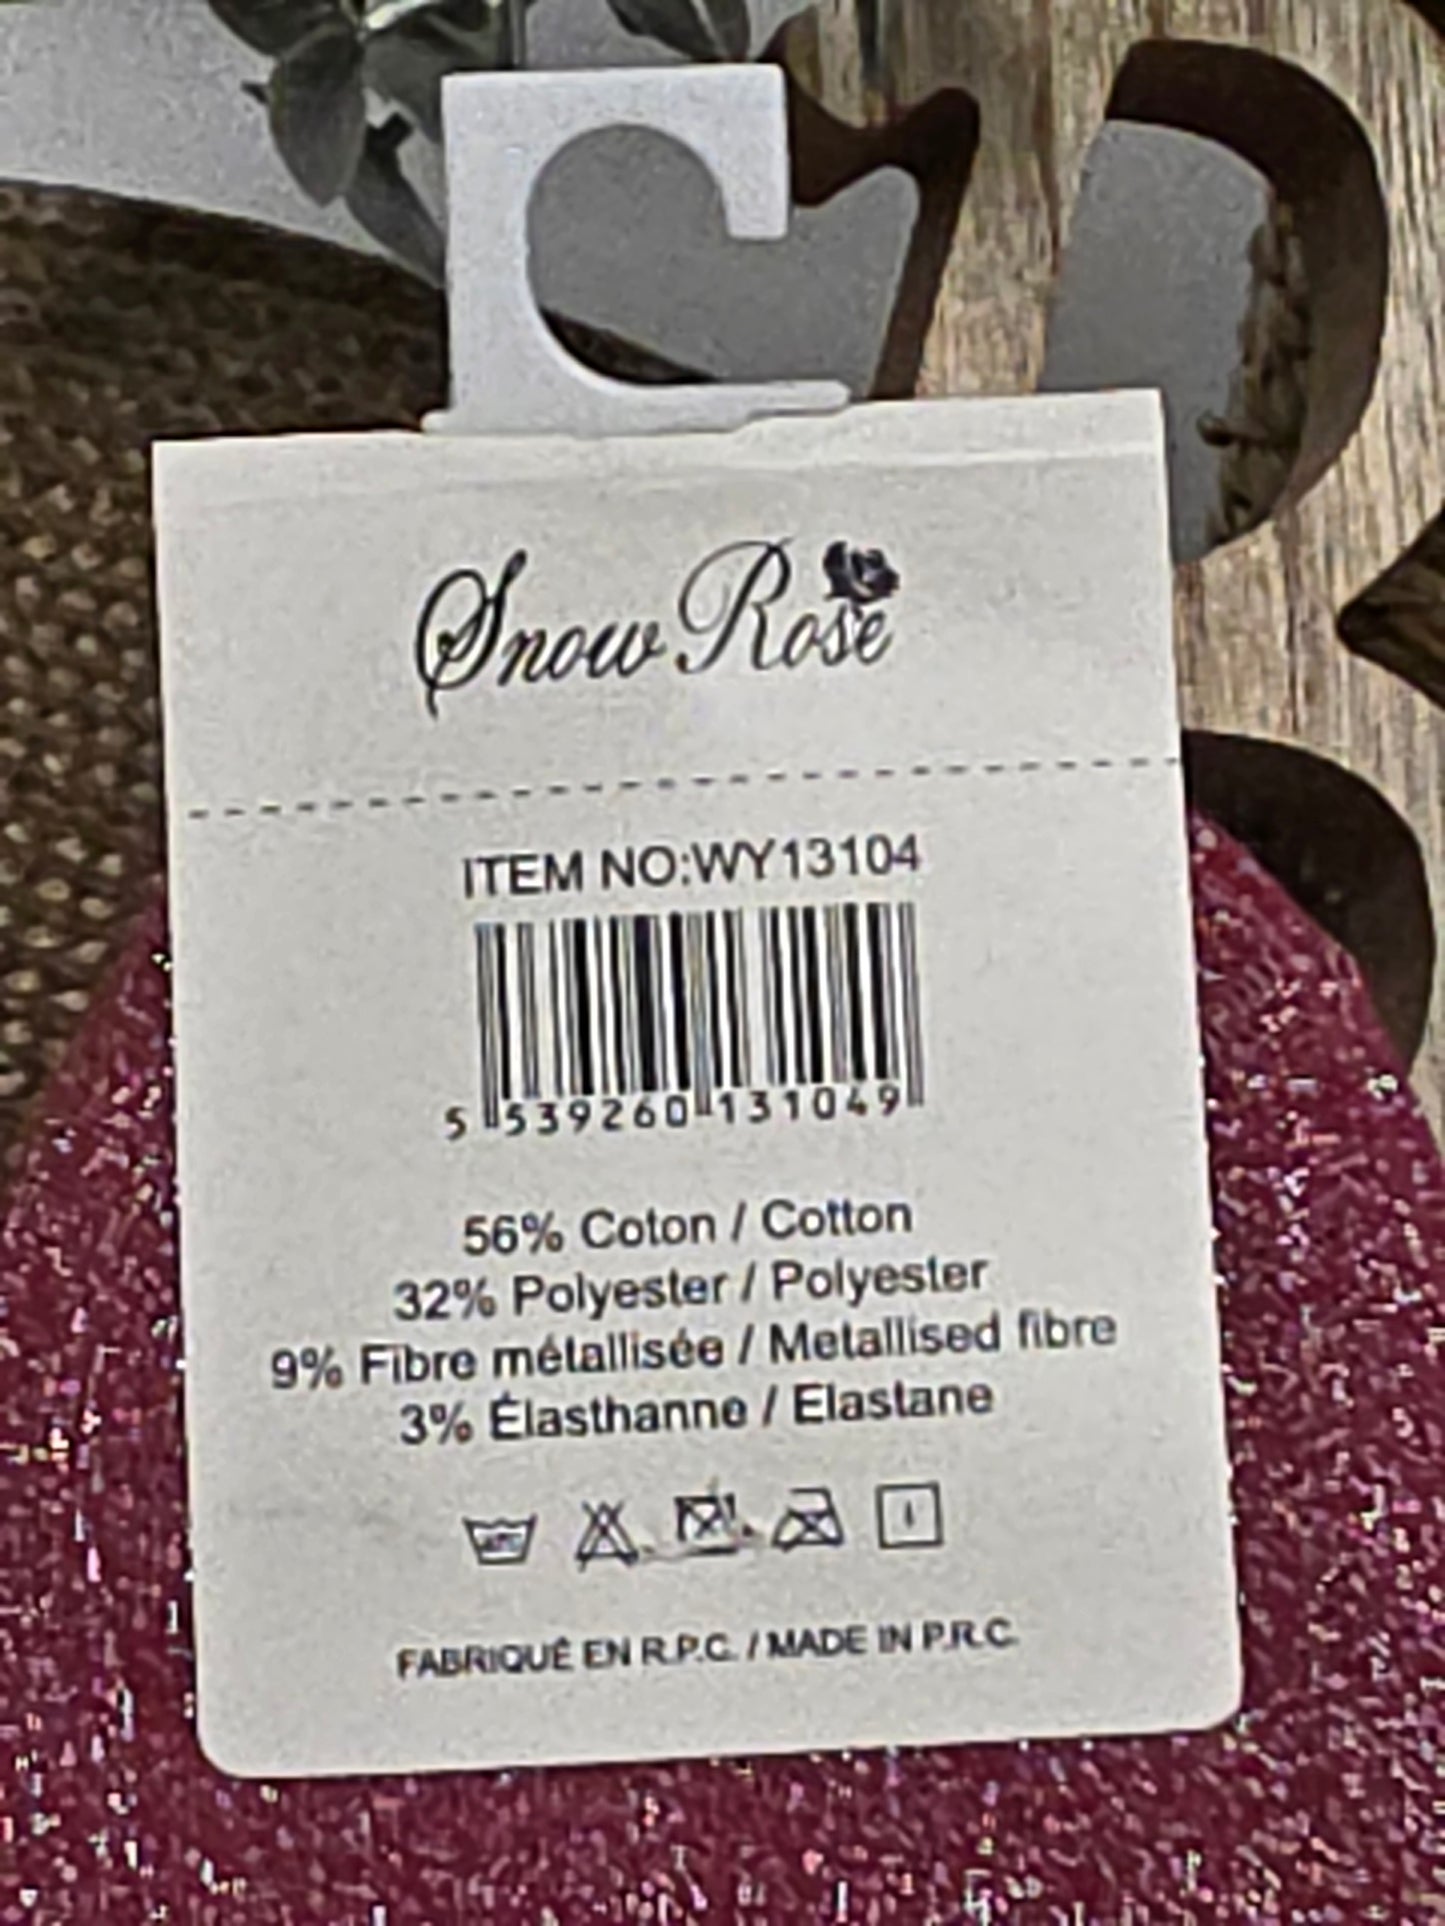 Snow Rose
ITEM NO:WY13104
5 539260 131049
56% Coton / Cotton
32% Polyester / Polyester
9% Fibre métallisée / Metallised fibre
3% Élasthanne / Elastane
FABRIQUÉ EN R.P.C. / MADE IN P.R.C.